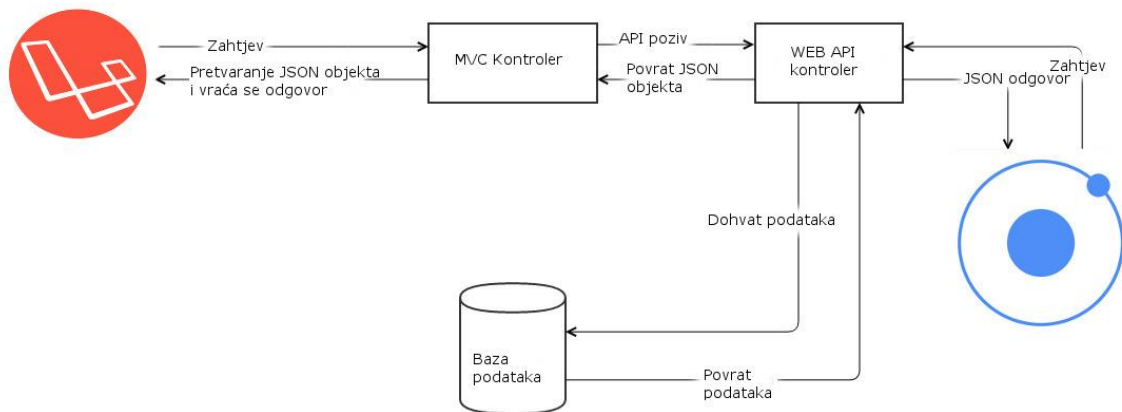 Zahtjev
Pretvaranje JSON objekta
i vraća se odgovor
MVC Kontroler
API poziv
Povrat JSON
objekta
WEB API
kontroler
Zahtjev
JSON odgovor
Dohvat podataka
Baza
podataka
Povrat
podataka